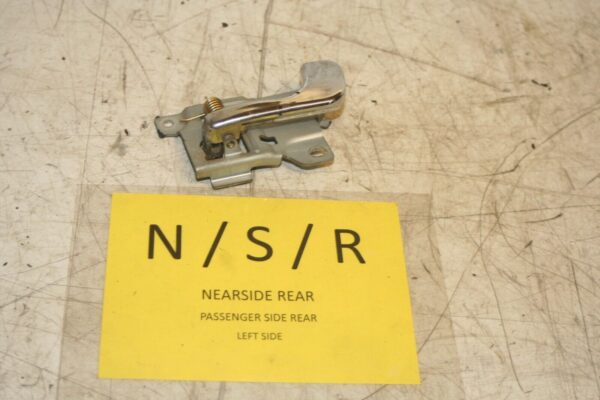 N/S/R
NEARSIDE REAR
PASSENGER SIDE REAR
LEFT SIDE